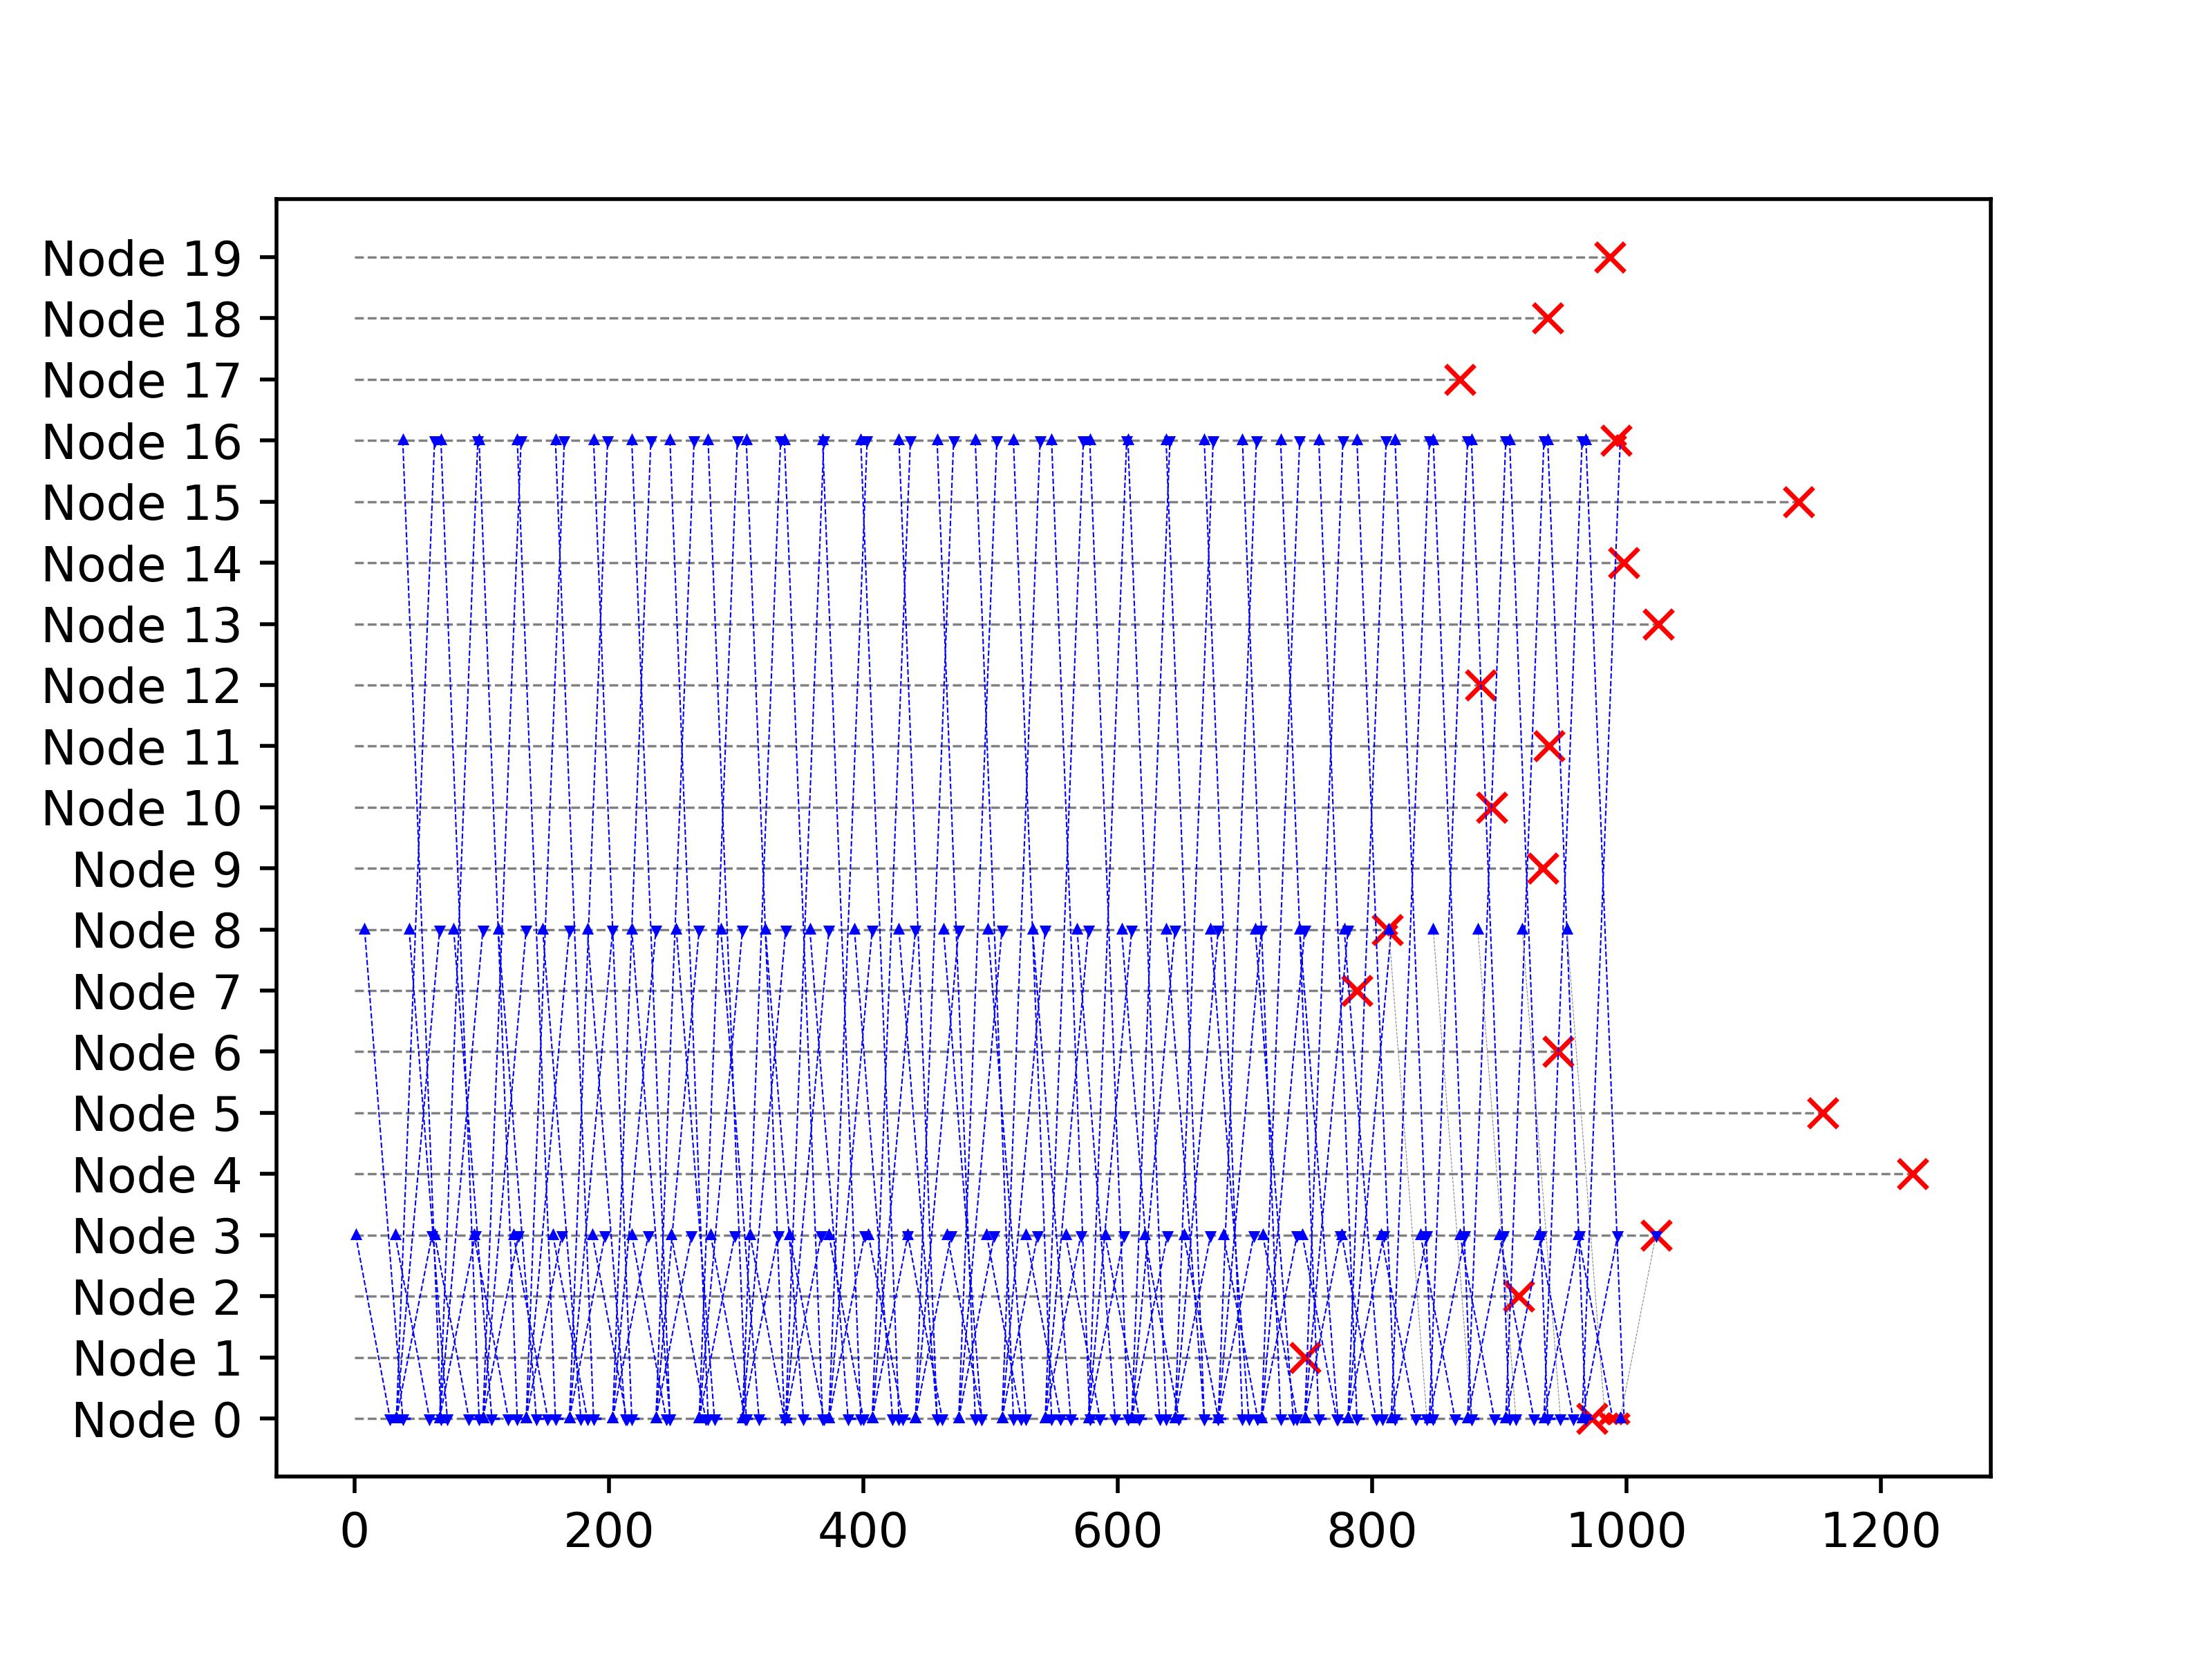 Node 19
Node 18
Node 17
Node 16
Node 15
Node 14
Node 13
Node 12
Node 11
Node 10
Node 9
Node 8
Node 7
Node 6
Node 5
Node 4
Node 3
Node 2
Node 1
Node 0
0 200 400 600 800 1000 1200